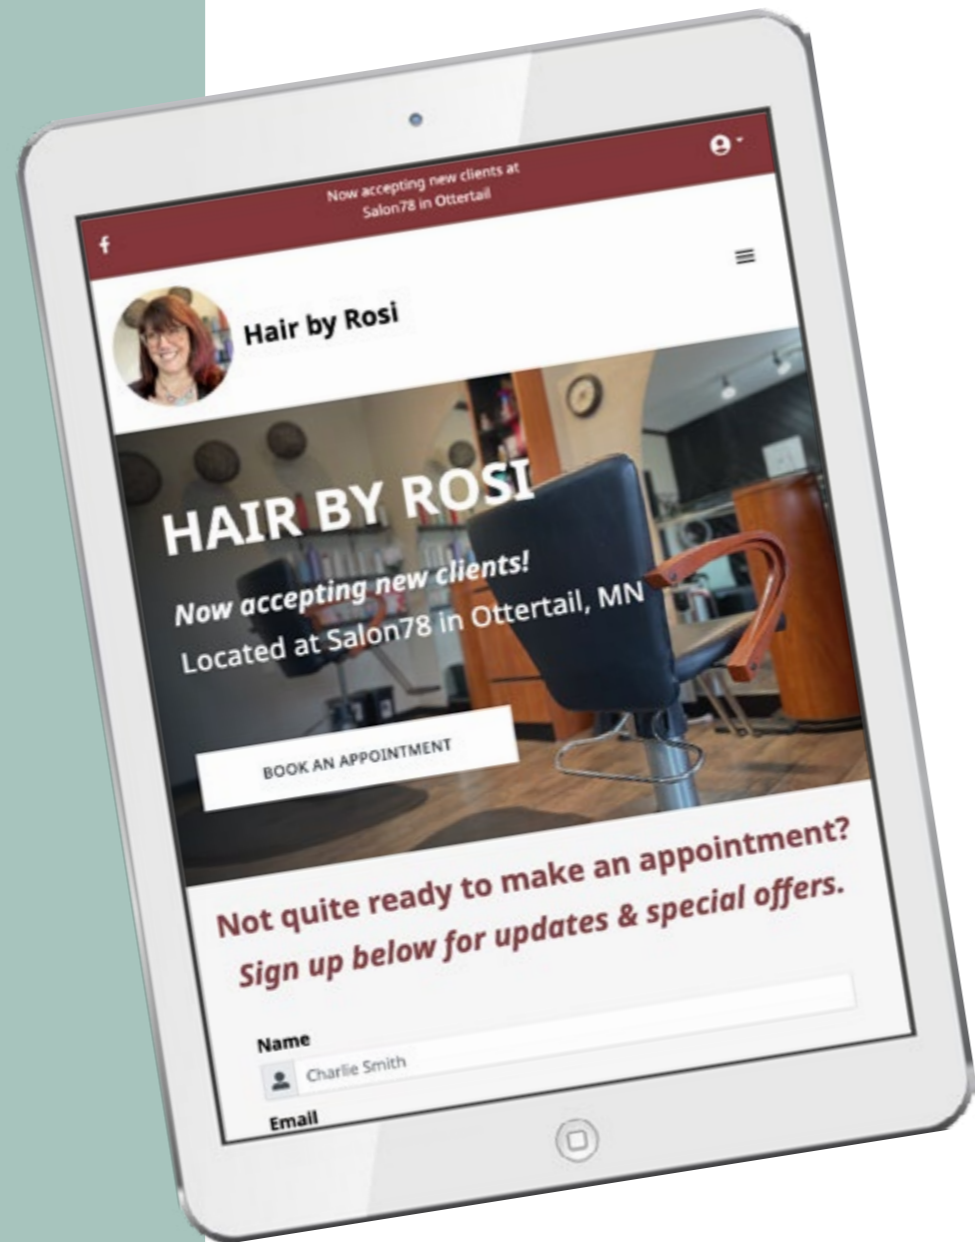 Now accepting new clients at
Salon78 in Ottertail
f
Hair by Rosi
HAIR BY ROSI
Now accepting new clients!
Located at Salon78 in Ottertail, MN
BOOK AN APPOINTMENT
Not quite ready to make an appointment?
Sign up below for updates & special offers.
Name
Charlie Smith
Email